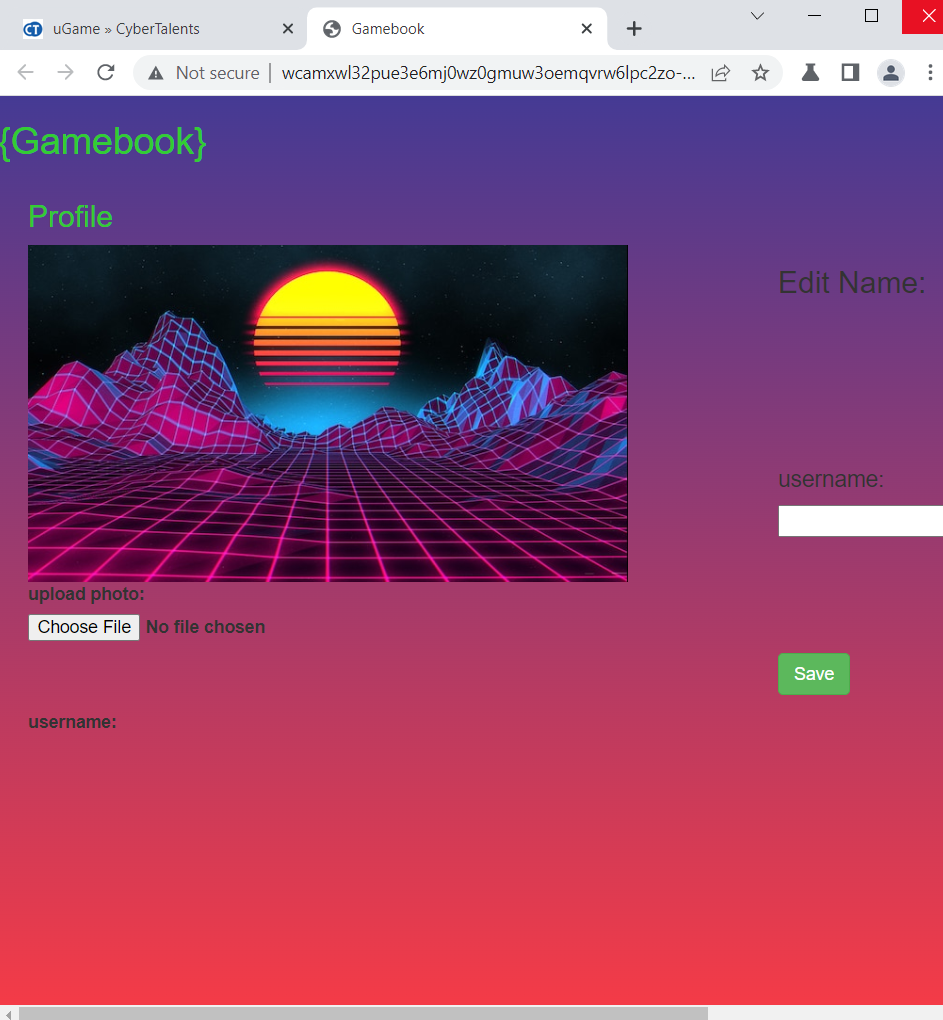 uGame » CyberTalents
Gamebook
Not secure
wcamxwl32pue3e6mj0wz0gmuw3oemqvrw6lpc2zo-...
{Gamebook}
Profile
Edit Name:
username:
upload photo:
Choose File No file chosen
Save
username: